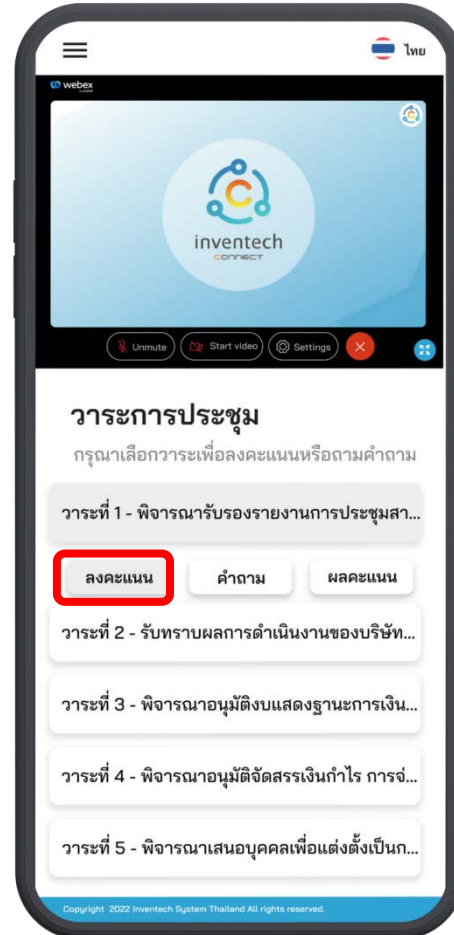 ไทย
webex
inventech
CONNECT
Unmute
Start video
Settings
วาระการประชุม
กรุณาเลือกวาระเพื่อลงคะแนนหรือถามคำถาม
วาระที่ 1 - พิจารณารับรองรายงานการประชุมสา...
ลงคะแนน
คำถาม
ผลคะแนน
วาระที่ 2 - รับทราบผลการดำเนินงานของบริษัท...
วาระที่ 3 - พิจารณาอนุมัติงบแสดงฐานะการเงิน...
วาระที่ 4 - พิจารณาอนุมัติจัดสรรเงินกำไร การจ่...
วาระที่ 5 - พิจารณาเสนอบุคคลเพื่อแต่งตั้งเป็นก...
Copyright 2022 Inventech System Thailand All rights reserved.